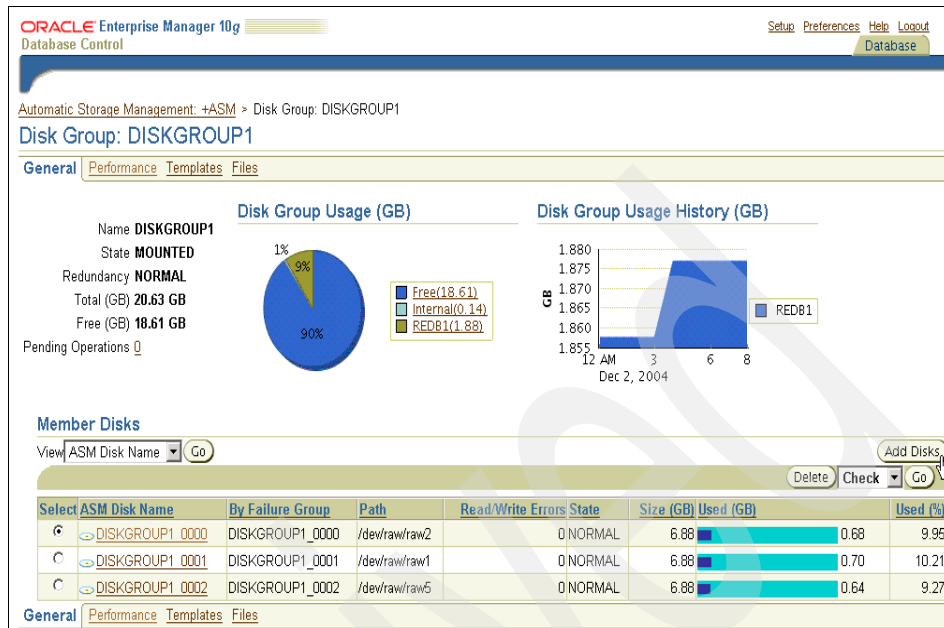 ORACLE Enterprise Manager 10g
Database Control
Setup Preferences Help Logout
Database
Automatic Storage Management: +ASM > Disk Group: DISKGROUP1
Disk Group: DISKGROUP1
General Performance Templates Files
Name DISKGROUP1
State MOUNTED
Redundancy NORMAL
Total (GB) 20.63 GB
Free (GB) 18.61 GB
Pending Operations 0
Disk Group Usage (GB)
1%
9%
90%
Free(18.61)
Internal(0.14)
REDB1(1.88)
Disk Group Usage History (GB)
GB
1.880
1.875
1.870
1.865
1.860
1.855
12 AM 3 6 8
Dec 2, 2004
REDB1
Member Disks
View ASM Disk Name Go
Add Disks
Delete Check Go
Select ASM Disk Name By Failure Group Path Read/Write Errors State Size (GB) Used (GB) Used (%)
DISKGROUP1_0000 DISKGROUP1_0000 /dev/raw/raw2 0 NORMAL 6.88 0.68 9.95
DISKGROUP1_0001 DISKGROUP1_0001 /dev/raw/raw1 0 NORMAL 6.88 0.70 10.21
DISKGROUP1_0002 DISKGROUP1_0002 /dev/raw/raw5 0 NORMAL 6.88 0.64 9.27
General Performance Templates Files